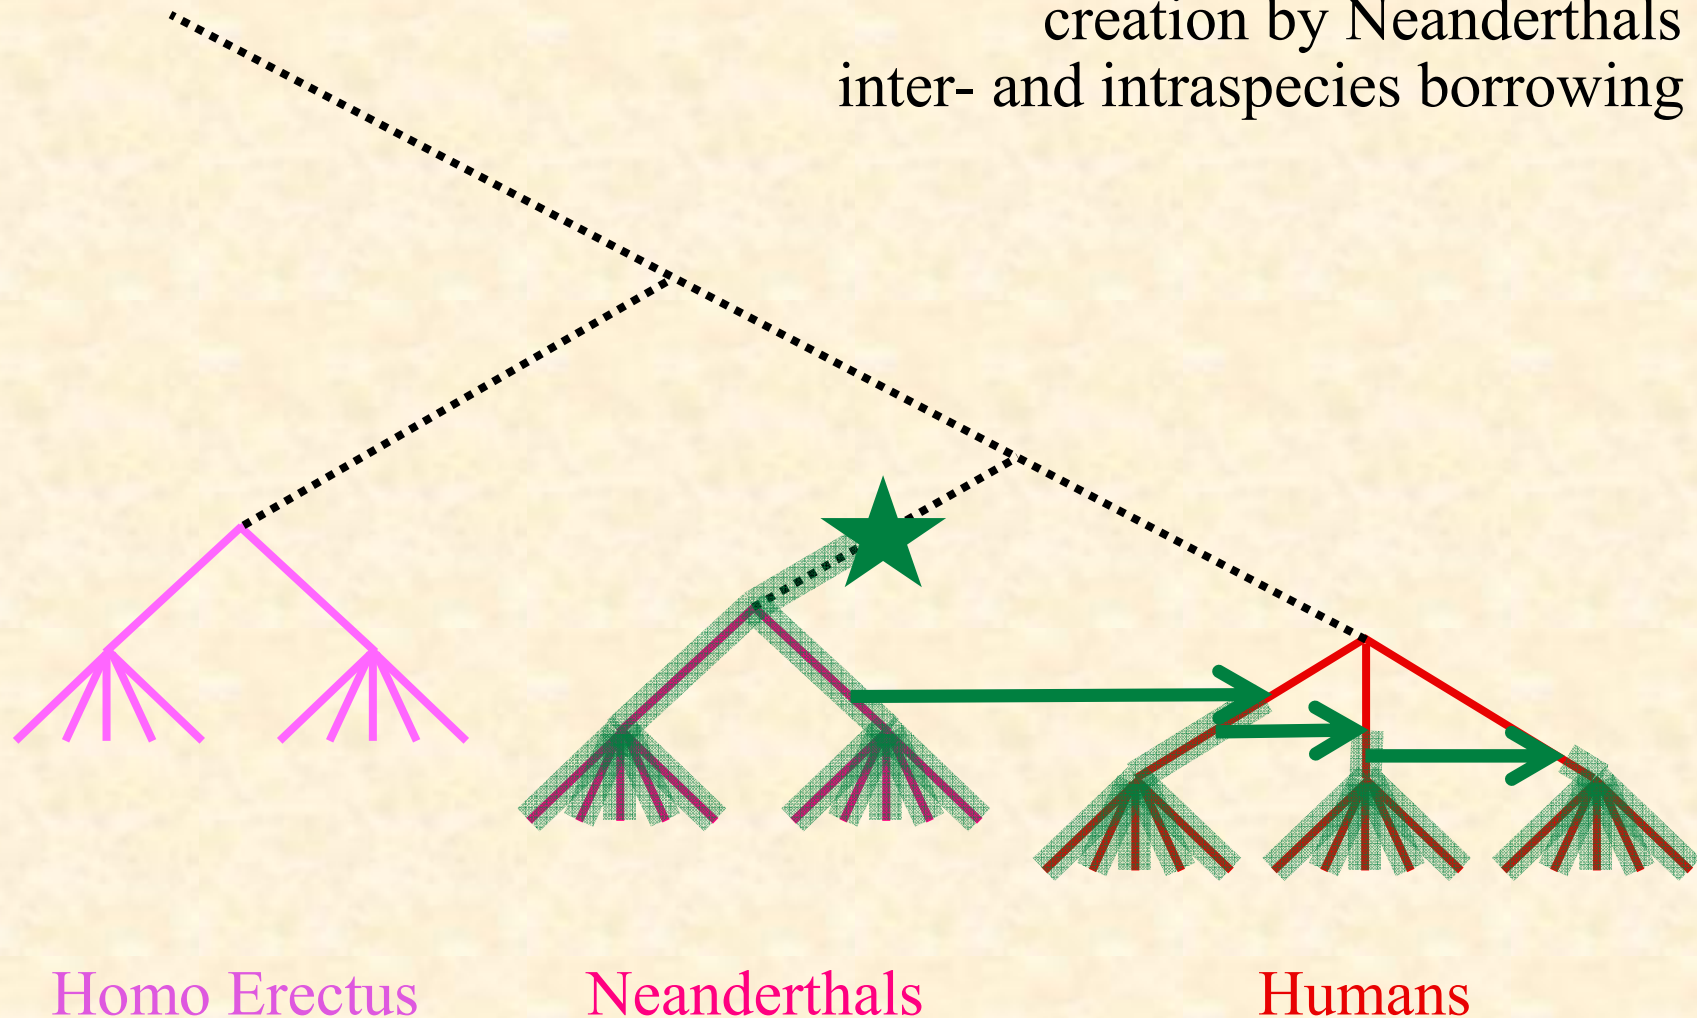 creation by Neanderthals
inter- and intraspecies borrowing
Homo Erectus
Neanderthals
Humans